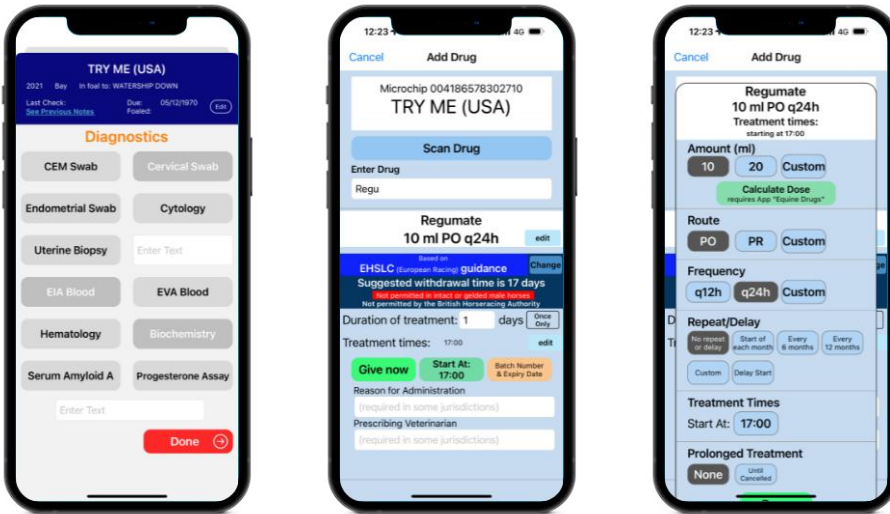 TRY ME (USA)
2021 Bay In foal to: WATERSHIP DOWN
Last Check: Due: 05/12/1970
See Previous Notes Foaled: Edit
Diagnostics
CEM Swab Cervical Swab
Endometrial Swab Cytology
Uterine Biopsy Enter Text
EIA Blood EVA Blood
Hematology Biochemistry
Serum Amyloid A Progesterone Assay
Enter Text
Done
12:23 4G
Cancel Add Drug
Microchip 004186578302710
TRY ME (USA)
Scan Drug
Enter Drug
Regu
Regumate
10 ml PO q24h edit
Based on
EHSLC (European Racing) guidance Change
Suggested withdrawal time is 17 days
Not permitted in intact or gelded male horses
Not permitted by the British Horseracing Authority
Duration of treatment: 1 days Once Only
Treatment times: 17:00 edit
Give now Start At: 17:00 Batch Number & Expiry Date
Reason for Administration
(required in some jurisdictions)
Prescribing Veterinarian
(required in some jurisdictions)
12:23 4G
Cancel Add Drug
Regumate
10 ml PO q24h
Treatment times:
starting at 17:00
Amount (ml)
10 20 Custom
Calculate Dose
requires App "Equine Drugs"
Route
PO PR Custom
Frequency
q12h q24h Custom
Repeat/Delay
No repeat or delay Start of each month Every 6 months Every 12 months
Custom Delay Start
Treatment Times
Start At: 17:00
Prolonged Treatment
None Until Cancelled